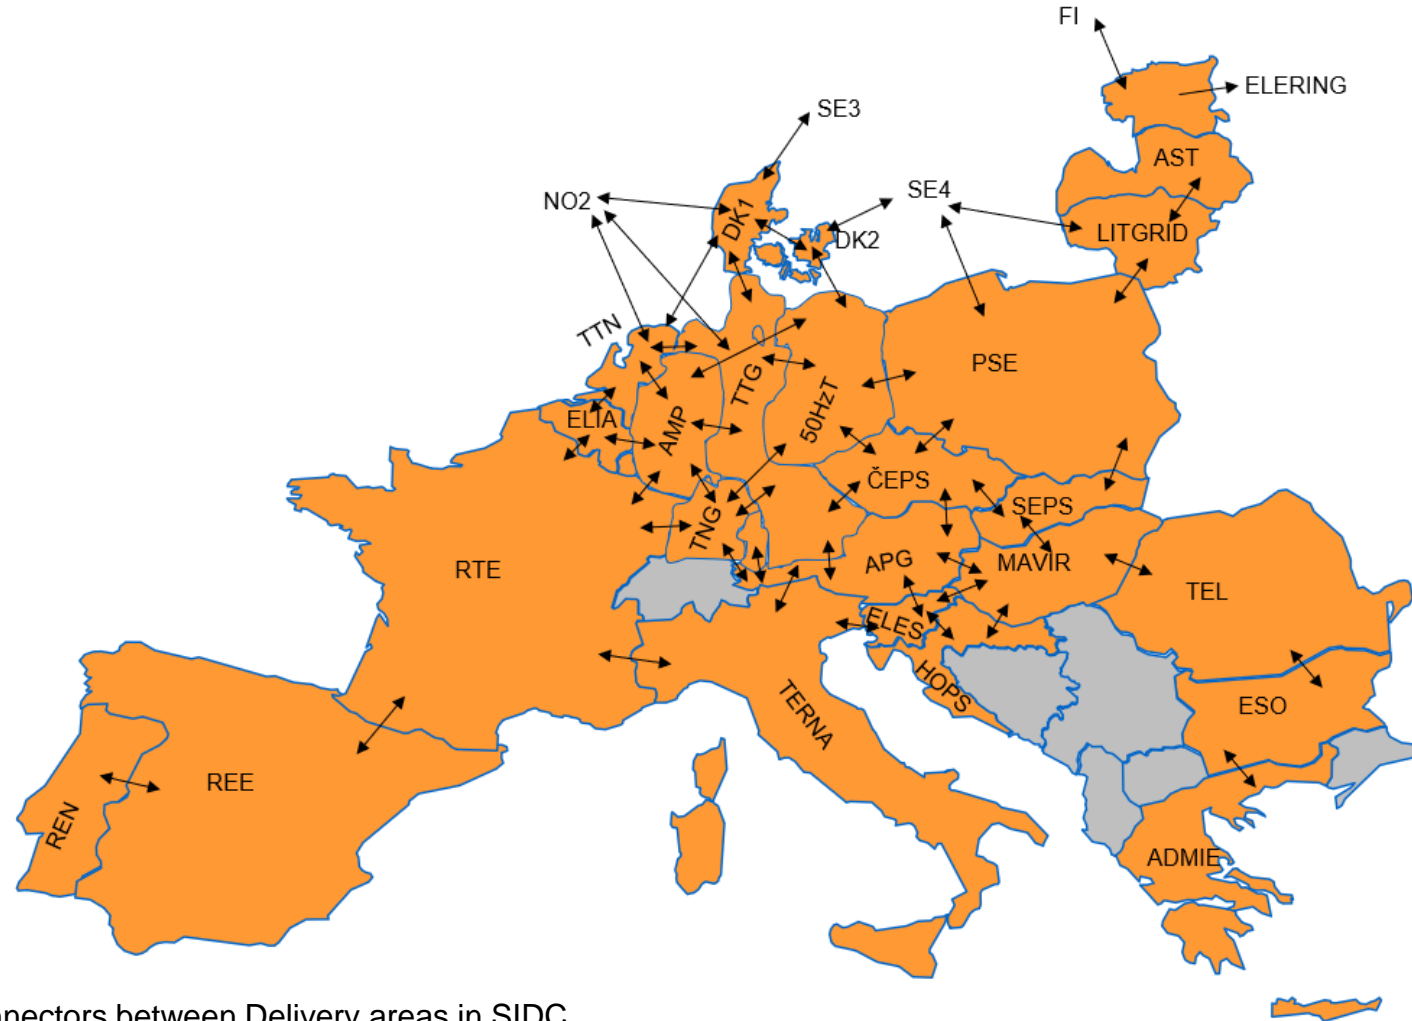 FI
ELERING
SE3
AST
NO2
SE4
DK1
DK2
LITGRID
TTN
PSE
TTG
50HzT
ELIA
AMP
ČEPS
SEPS
TNG
APG
MAVIR
RTE
TEL
ELES
HOPS
TERNA
ESO
REE
REN
ADMIE
between Delivery areas in SIDC